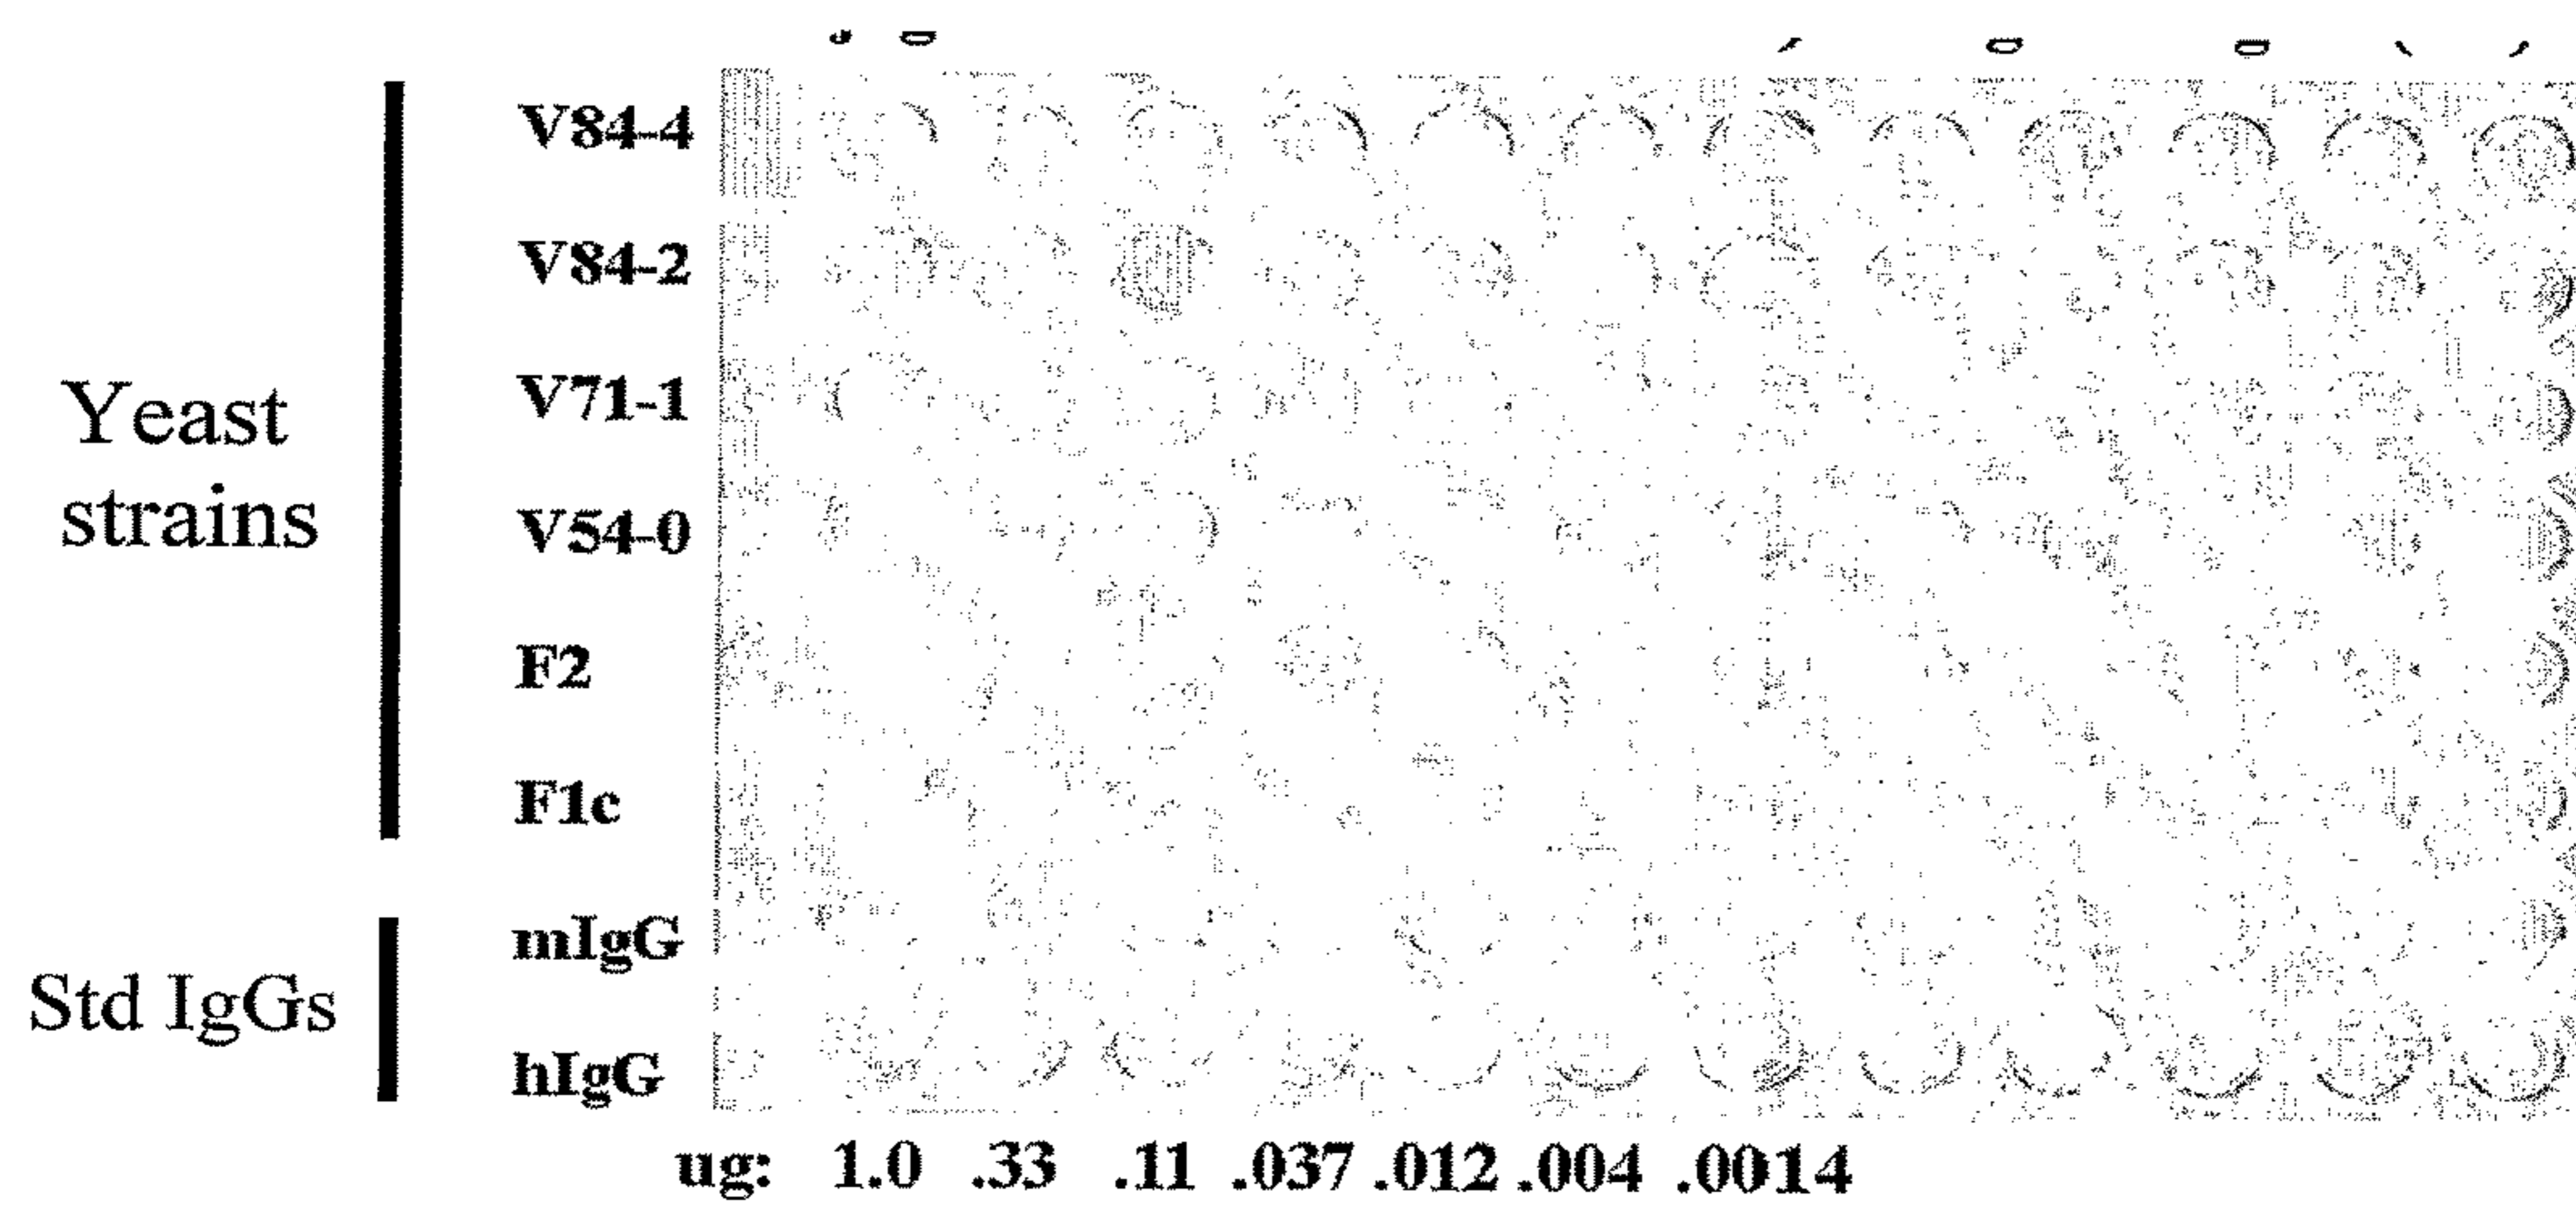 V84-4
V84-2
V71-1
V54-0
F2
F1c
mIgG
hIgG
Yeast
strains
Std IgGs
ug: 1.0 .33 .11 .037 .012 .004 .0014